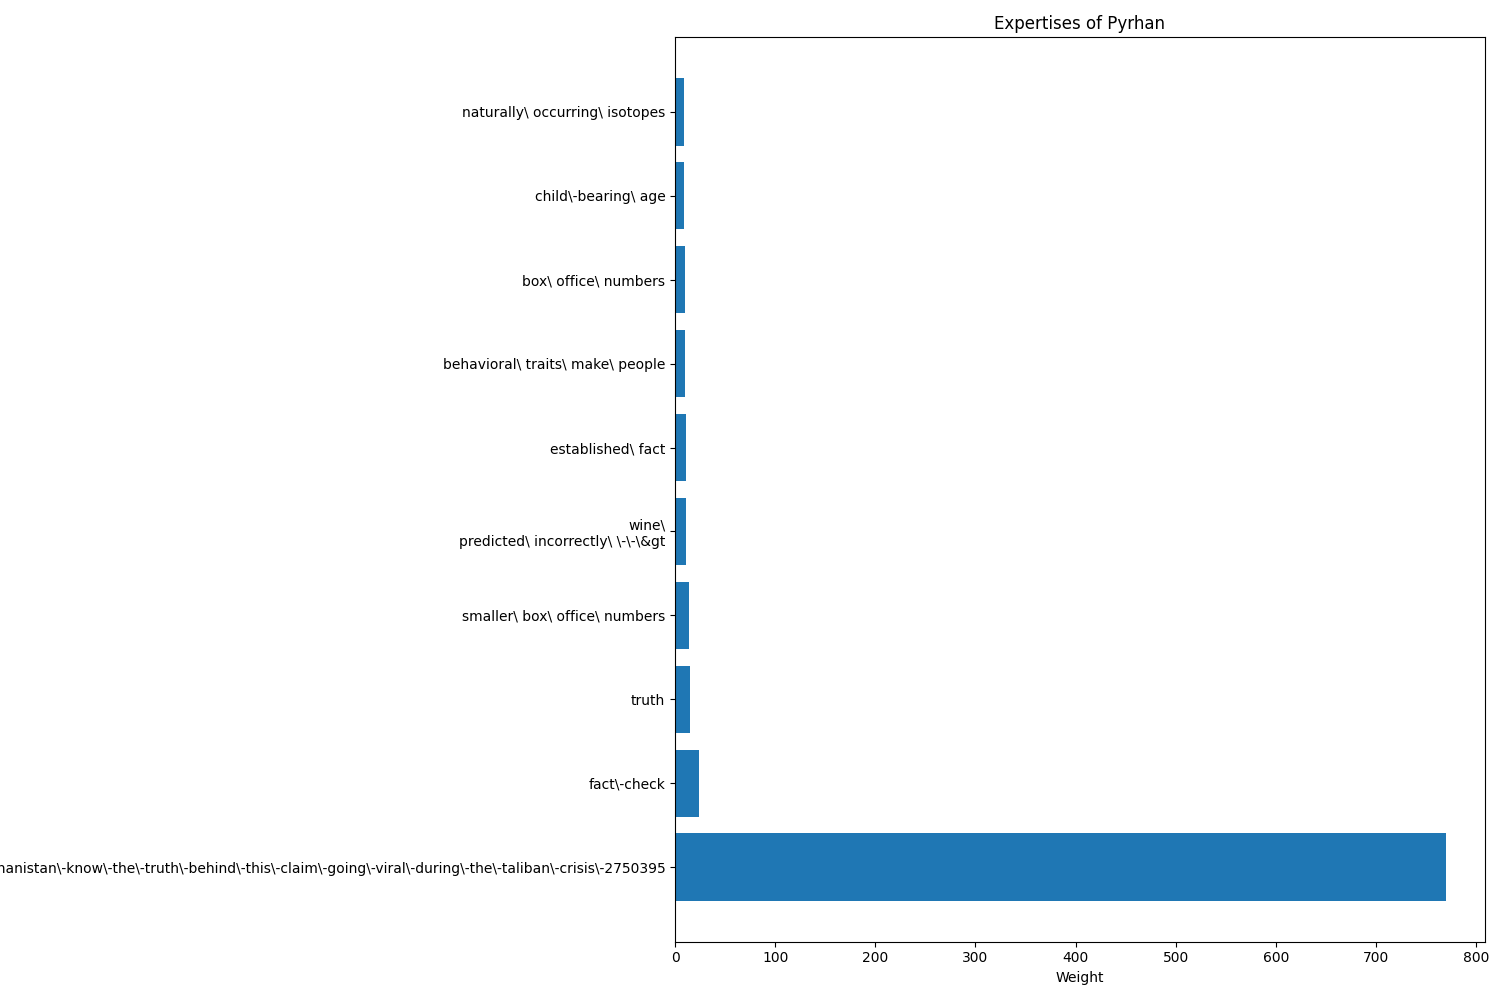 Expertises of Pyrhan
naturally\ occurring\ isotopes
child\-bearing\ age
box\ office\ numbers
behavioral\ traits\ make\ people
established\ fact
wine\
predicted\ incorrectly\ \-\-\&gt
smaller\ box\ office\ numbers
truth
fact\-check
nanistan\-know\-the\-truth\-behind\-this\-claim\-going\-viral\-during\-the\-taliban\-crisis\-2750395
0 100 200 300 400 500 600 700 800
Weight